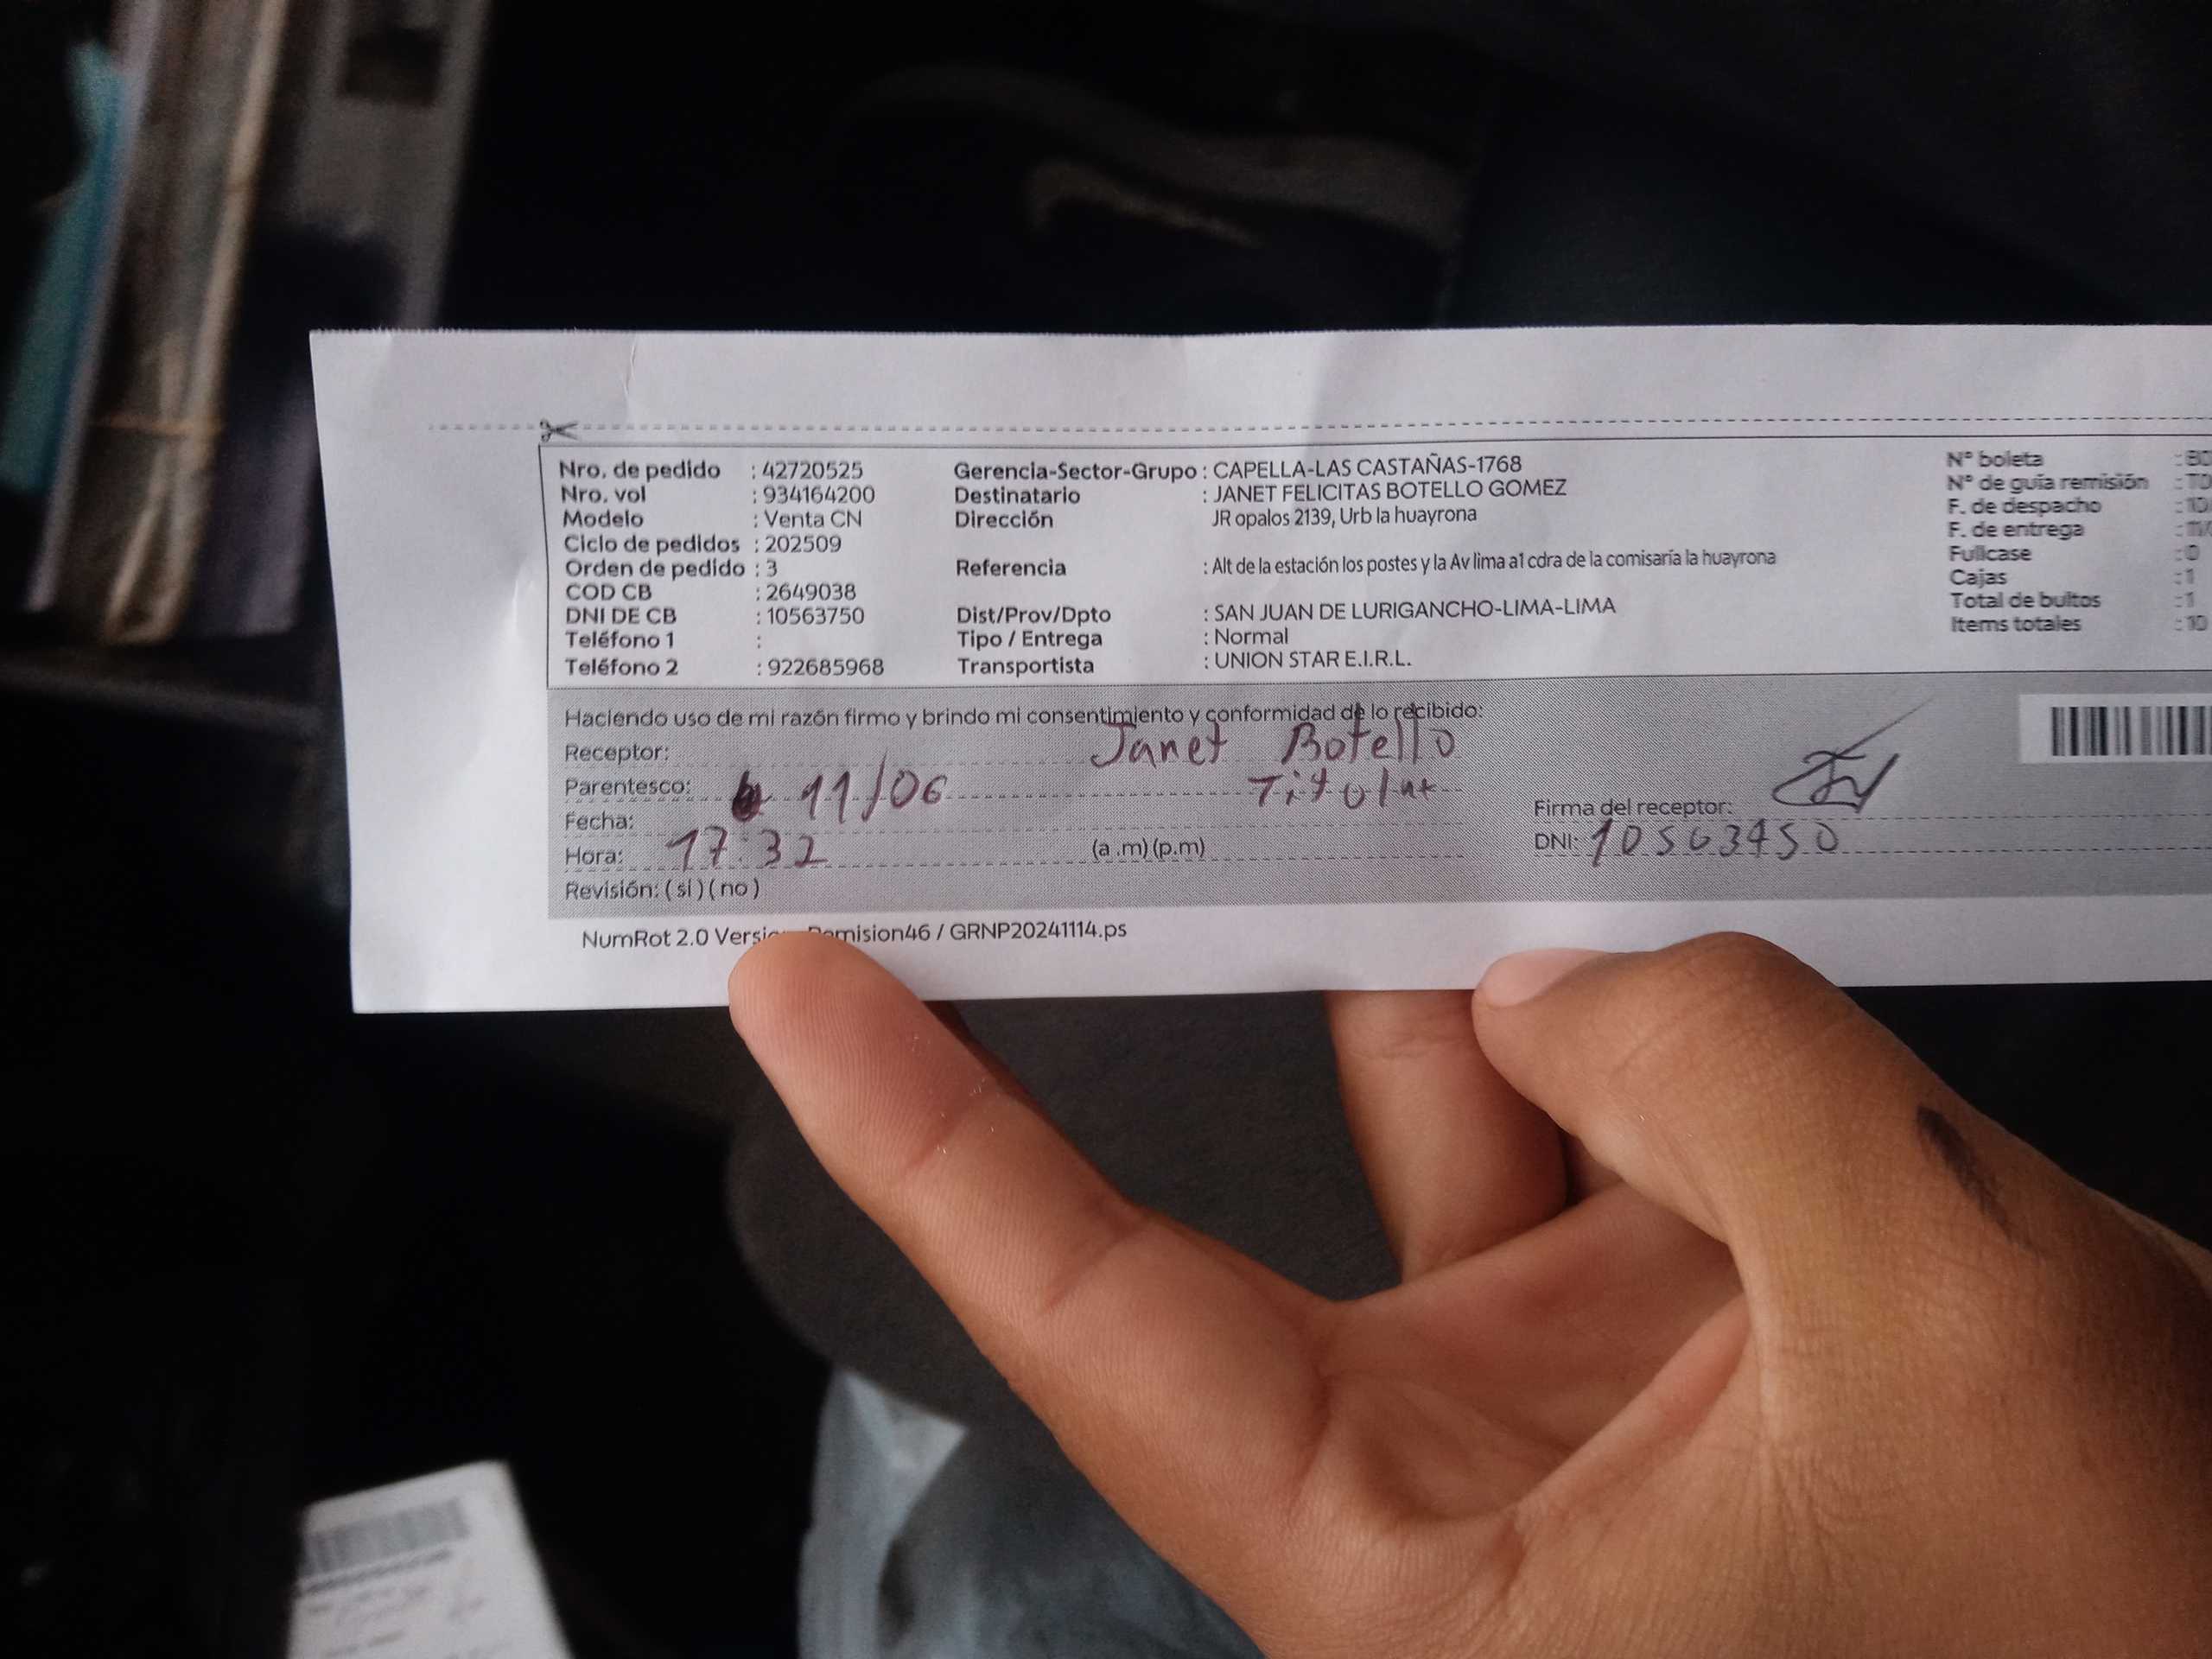 Nro. de pedido : 42720525
Nro. vol : 934164200
Modelo : Venta CN
Ciclo de pedidos : 202509
Orden de pedido : 3
COD CB : 2649038
DNI DE CB : 10563750
Teléfono 1 :
Teléfono 2 : 922685968
Gerencia-Sector-Grupo : CAPELLA-LAS CASTAÑAS-1768
Destinatario : JANET FELICITAS BOTELLO GOMEZ
Dirección JR opalos 2139, Urb la huayrona
Referencia : Alt de la estación los postes y la Av lima a1 cdra de la comisaría la huayrona
Dist/Prov/Dpto : SAN JUAN DE LURIGANCHO-LIMA-LIMA
Tipo / Entrega : Normal
Transportista : UNION STAR E.I.R.L.
N° boleta
N° de guía remisión
F. de despacho
F. de entrega
Fullcase : 0
Cajas : 1
Total de bultos : 1
Items totales : 10
Haciendo uso de mi razón firmo y brindo mi consentimiento y conformidad de lo recibido:
Receptor: Janet Botello
Parentesco: Titular
Fecha: 11/06
Hora: 17:32 (a .m) (p.m)
Revisión: ( si ) ( no )
Firma del receptor:
DNI: 10563750
NumRot 2.0 / GRNP20241114.ps